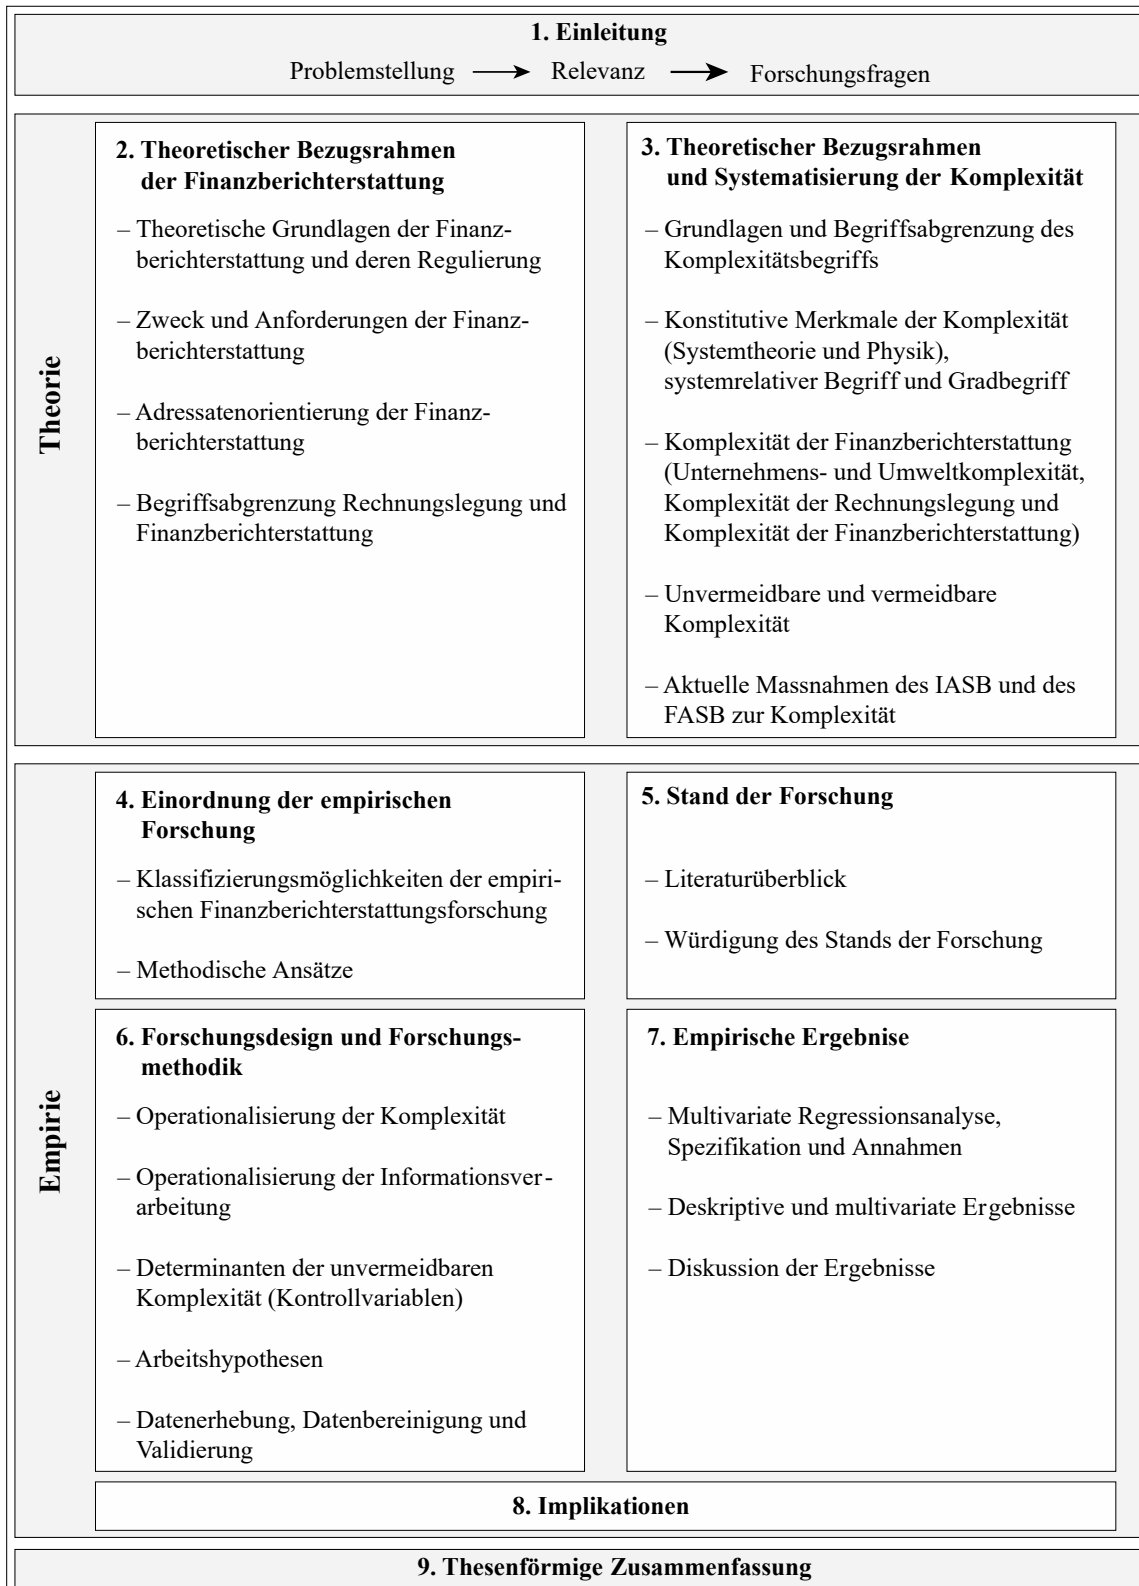 1. Einleitung
Problemstellung → Relevanz → Forschungsfragen
Theorie
2. Theoretischer Bezugsrahmen
der Finanzberichterstattung
– Theoretische Grundlagen der Finanz-
berichterstattung und deren Regulierung
– Zweck und Anforderungen der Finanz-
berichterstattung
– Adressatenorientierung der Finanz-
berichterstattung
– Begriffsabgrenzung Rechnungslegung und
Finanzberichterstattung
3. Theoretischer Bezugsrahmen
und Systematisierung der Komplexität
– Grundlagen und Begriffsabgrenzung des
Komplexitätsbegriffs
– Konstitutive Merkmale der Komplexität
(Systemtheorie und Physik),
systemrelativer Begriff und Gradbegriff
– Komplexität der Finanzberichterstattung
(Unternehmens- und Umweltkomplexität,
Komplexität der Rechnungslegung und
Komplexität der Finanzberichterstattung)
– Unvermeidbare und vermeidbare
Komplexität
– Aktuelle Massnahmen des IASB und des
FASB zur Komplexität
Empirie
4. Einordnung der empirischen
Forschung
– Klassifizierungsmöglichkeiten der empiri-
schen Finanzberichterstattungsforschung
– Methodische Ansätze
5. Stand der Forschung
– Literaturüberblick
– Würdigung des Stands der Forschung
6. Forschungsdesign und Forschungs-
methodik
– Operationalisierung der Komplexität
– Operationalisierung der Informationsver-
arbeitung
– Determinanten der unvermeidbaren
Komplexität (Kontrollvariablen)
– Arbeitshypothesen
– Datenerhebung, Datenbereinigung und
Validierung
7. Empirische Ergebnise
– Multivariate Regressionsanalyse,
Spezifikation und Annahmen
– Deskriptive und multivariate Ergebnisse
– Diskussion der Ergebnisse
8. Implikationen
9. Thesenförmige Zusammenfassung